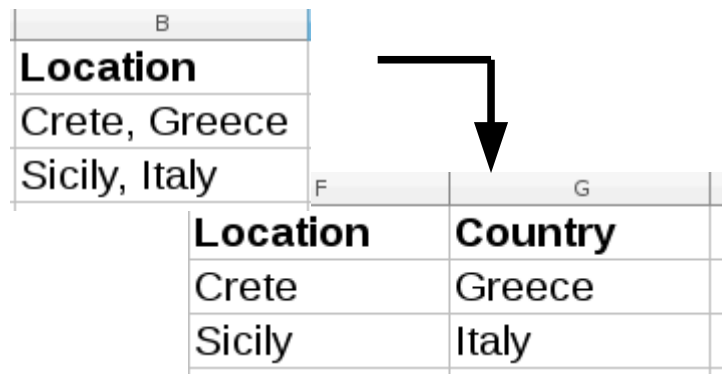 B
Location
Crete, Greece
Sicily, Italy
F G
Location Country
Crete Greece
Sicily Italy